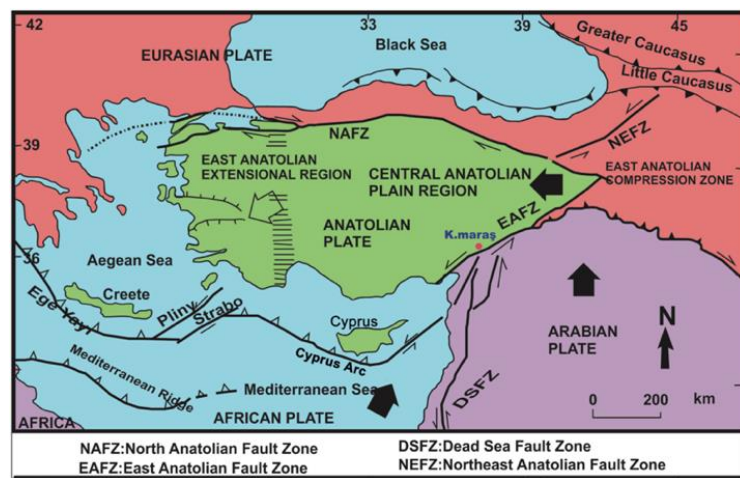 42
33
39
45
Black Sea
EURASIAN PLATE
Greater Caucasus
Little Caucasus
39
NAFZ
NEFZ
EAST ANATOLIAN
EXTENSIONAL REGION
CENTRAL ANATOLIAN
PLAIN REGION
EAST ANATOLIAN
COMPRESSION ZONE
EAFZ
ANATOLIAN
PLATE
K.maraş
36
Aegean Sea
Creete
Ege Yayi
Pliny
Strabo
Cyprus
Cyprus Arc
ARABIAN
PLATE
N
Mediterranean Ridge
Mediterranean Sea
DSFZ
0 200 km
AFRICA
AFRICAN PLATE
NAFZ:North Anatolian Fault Zone
DSFZ:Dead Sea Fault Zone
EAFZ:East Anatolian Fault Zone
NEFZ:Northeast Anatolian Fault Zone